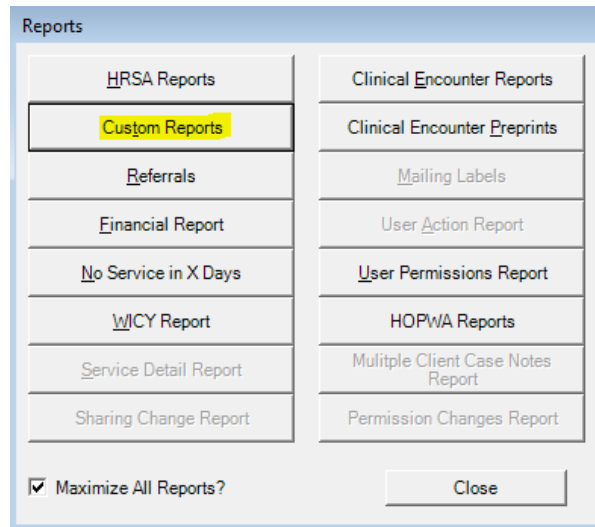 Reports
HRSA Reports
Clinical Encounter Reports
Custom Reports
Clinical Encounter Preprints
Referrals
Mailing Labels
Financial Report
User Action Report
No Service in X Days
User Permissions Report
WICY Report
HOPWA Reports
Service Detail Report
Mulitple Client Case Notes
Report
Sharing Change Report
Permission Changes Report
Maximize All Reports?
Close